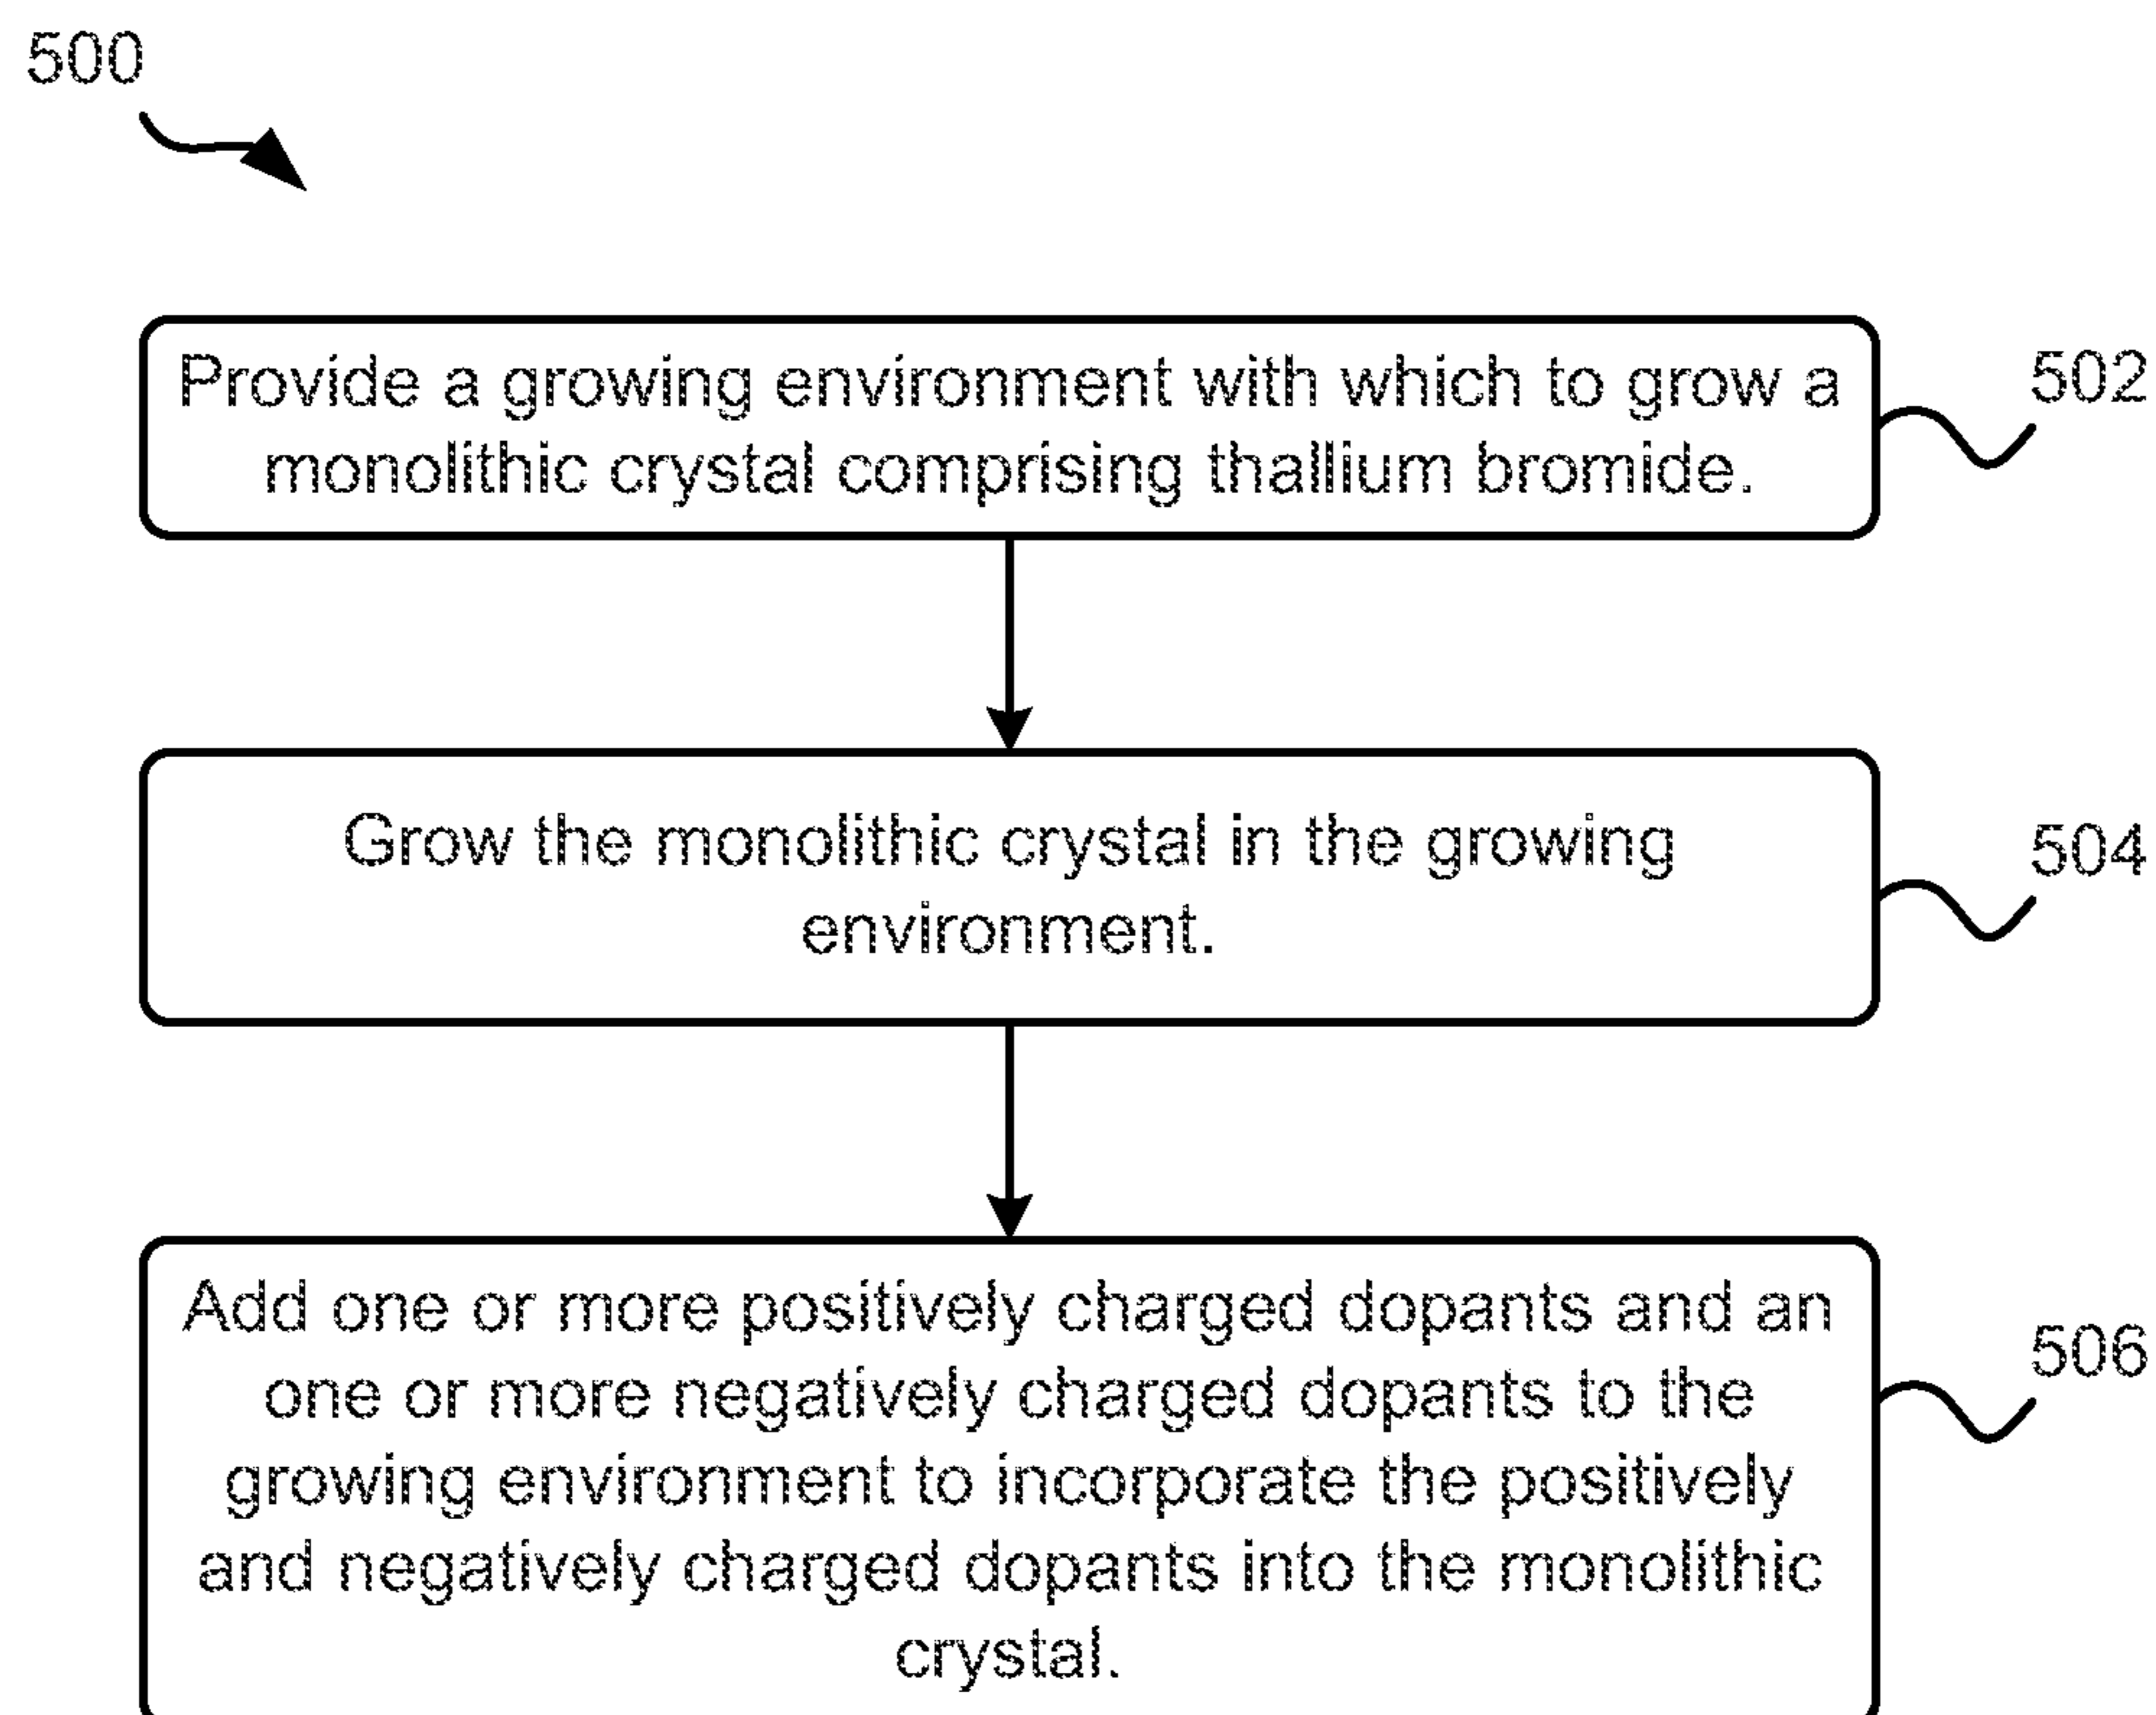 500
Provide a growing environment with which to grow a
monolithic crystal comprising thallium bromide.
502
Grow the monolithic crystal in the growing
environment.
504
Add one or more positively charged dopants and an
one or more negatively charged dopants to the
growing environment to incorporate the positively
and negatively charged dopants into the monolithic
crystal.
506